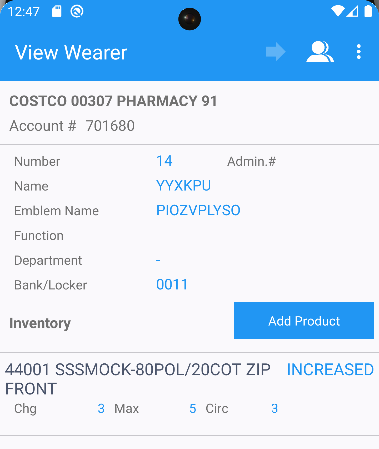 12:47
View Wearer
COSTCO 00307 PHARMACY 91
Account # 701680
Number 14 Admin.#
Name YYXKPU
Emblem Name PIOZVPLYSO
Function
Department -
Bank/Locker 0011
Inventory Add Product
44001 SSSMOCK-80POL/20COT ZIP INCREASED
FRONT
Chg 3 Max 5 Circ 3